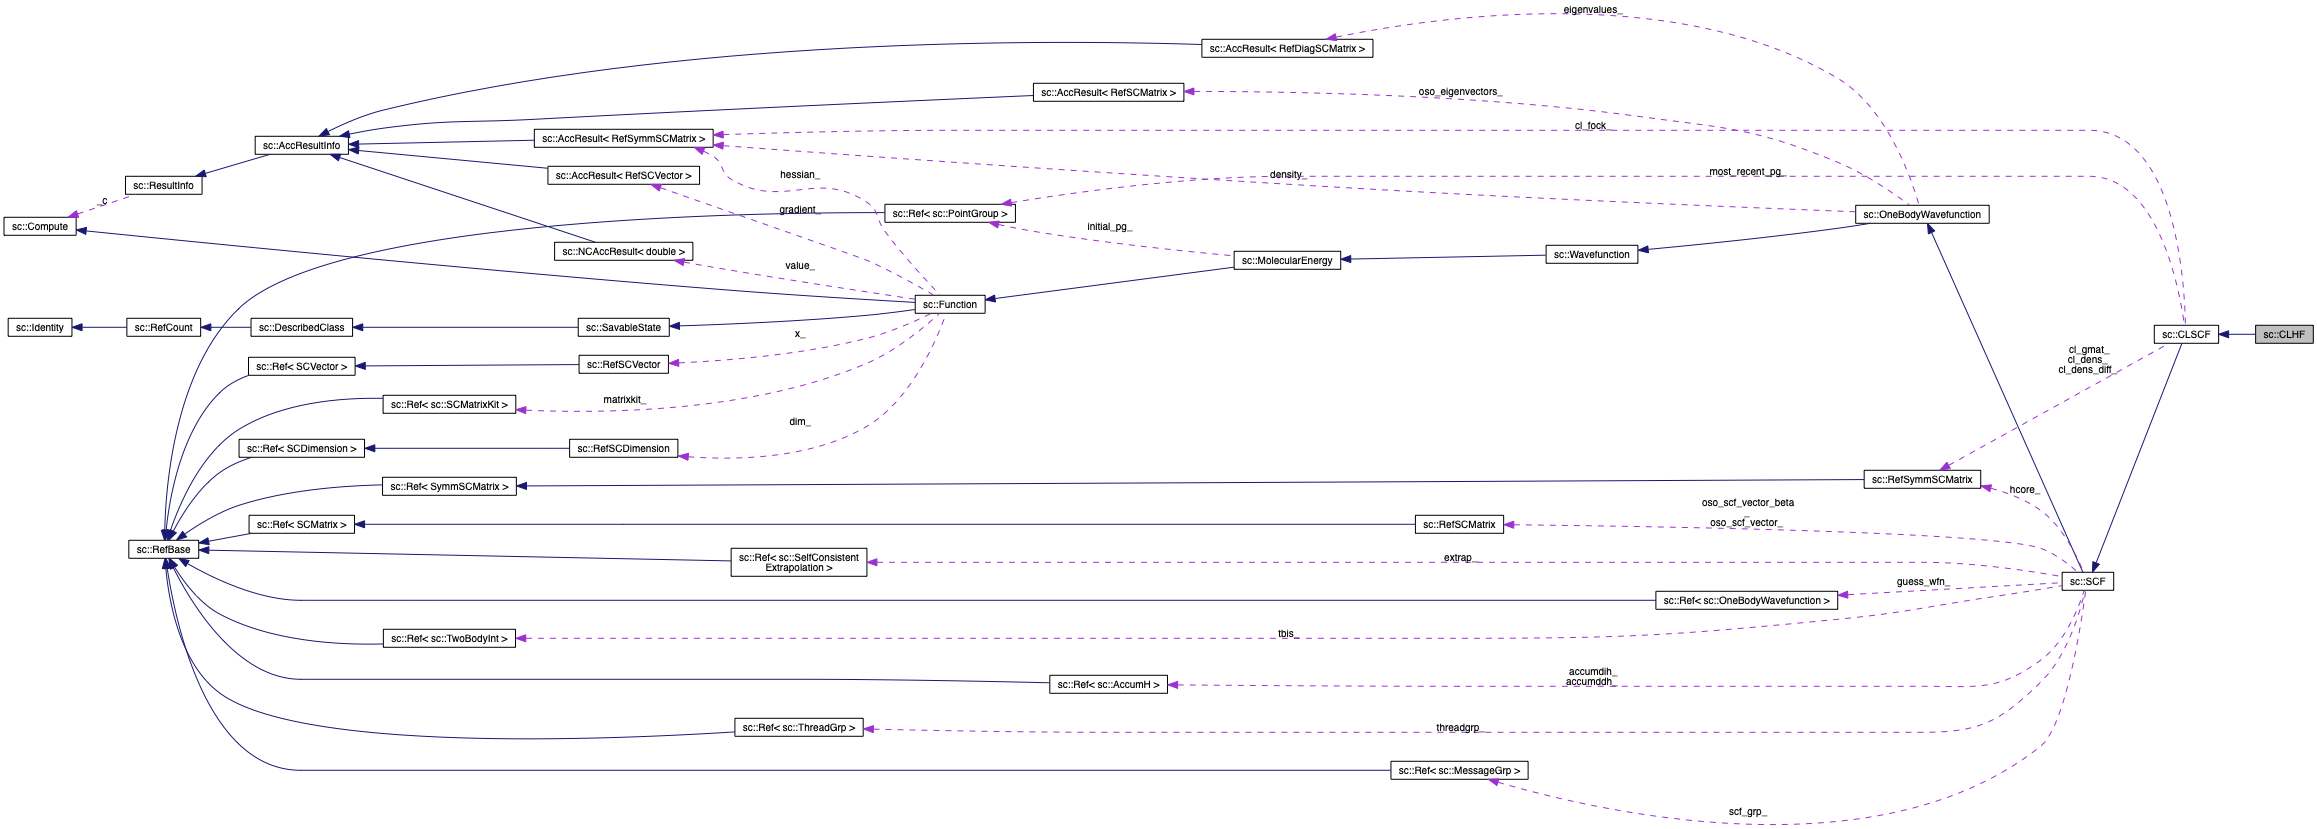 eigenvalues_
sc::AccResult< RefDiagSCMatrix >
sc::AccResult< RefSCMatrix >
oso_eigenvectors_
cl_fock_
sc::AccResult< RefSymmSCMatrix >
sc::AccResultInfo
sc::AccResult< RefSCVector >
hessian_
density_
most_recent_pg_
sc::ResultInfo
_c
gradient_
sc::Ref< sc::PointGroup >
sc::OneBodyWavefunction
sc::Compute
initial_pg_
sc::NCAccResult< double >
value_
sc::MolecularEnergy
sc::Wavefunction
sc::Function
sc::Identity
sc::RefCount
sc::DescribedClass
sc::SavableState
x_
sc::CLSCF
sc::CLHF
cl_gmat_
cl_dens_
cl_dens_diff_
sc::Ref< SCVector >
sc::RefSCVector
sc::Ref< sc::SCMatrixKit >
matrixkit_
dim_
sc::Ref< SCDimension >
sc::RefSCDimension
sc::Ref< SymmSCMatrix >
sc::RefSymmSCMatrix
hcore_
oso_scf_vector_beta
_
oso_scf_vector_
sc::Ref< SCMatrix >
sc::RefSCMatrix
sc::RefBase
sc::Ref< sc::SelfConsistent
Extrapolation >
extrap_
sc::SCF
guess_wfn_
sc::Ref< sc::OneBodyWavefunction >
sc::Ref< sc::TwoBodyInt >
tbis_
accumdih_
accumddh_
sc::Ref< sc::AccumH >
sc::Ref< sc::ThreadGrp >
threadgrp_
sc::Ref< sc::MessageGrp >
scf_grp_